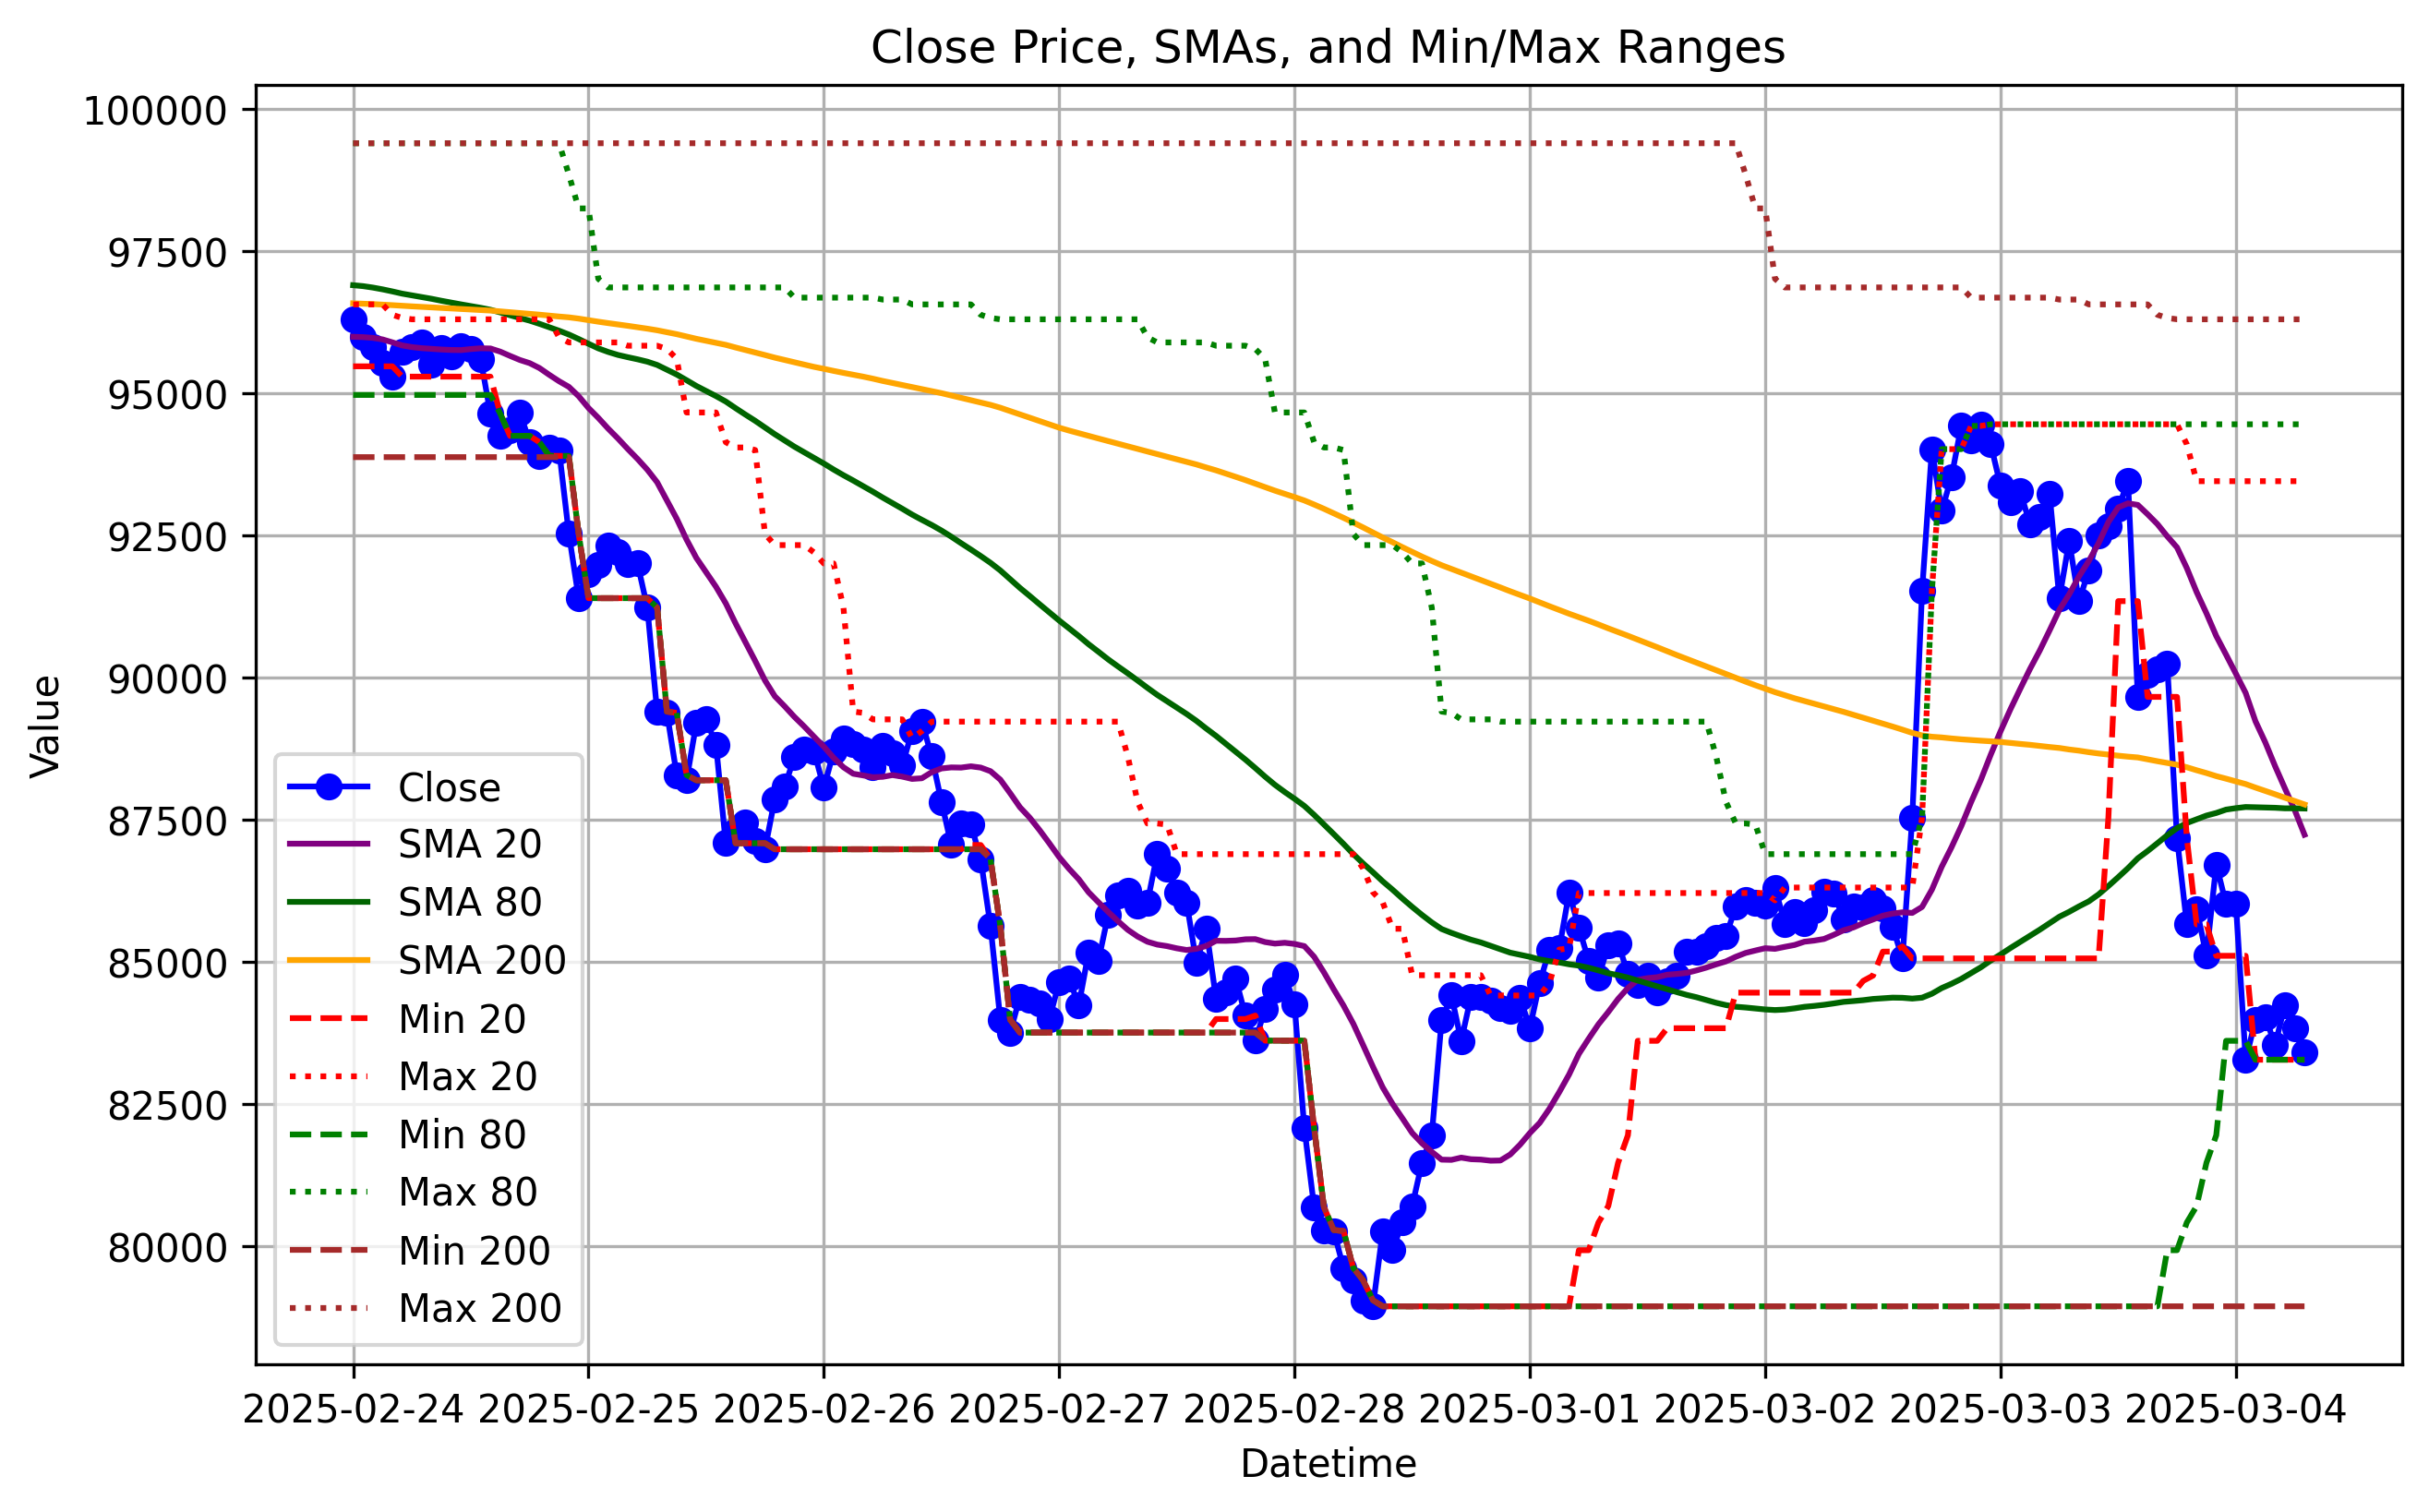 Close Price, SMAs, and Min/Max Ranges
100000
97500
95000
92500
90000
87500
85000
82500
80000
Value
Close
SMA 20
SMA 80
SMA 200
Min 20
Max 20
Min 80
Max 80
Min 200
Max 200
2025-02-24 2025-02-25 2025-02-26 2025-02-27 2025-02-28 2025-03-01 2025-03-02 2025-03-03 2025-03-04
Datetime